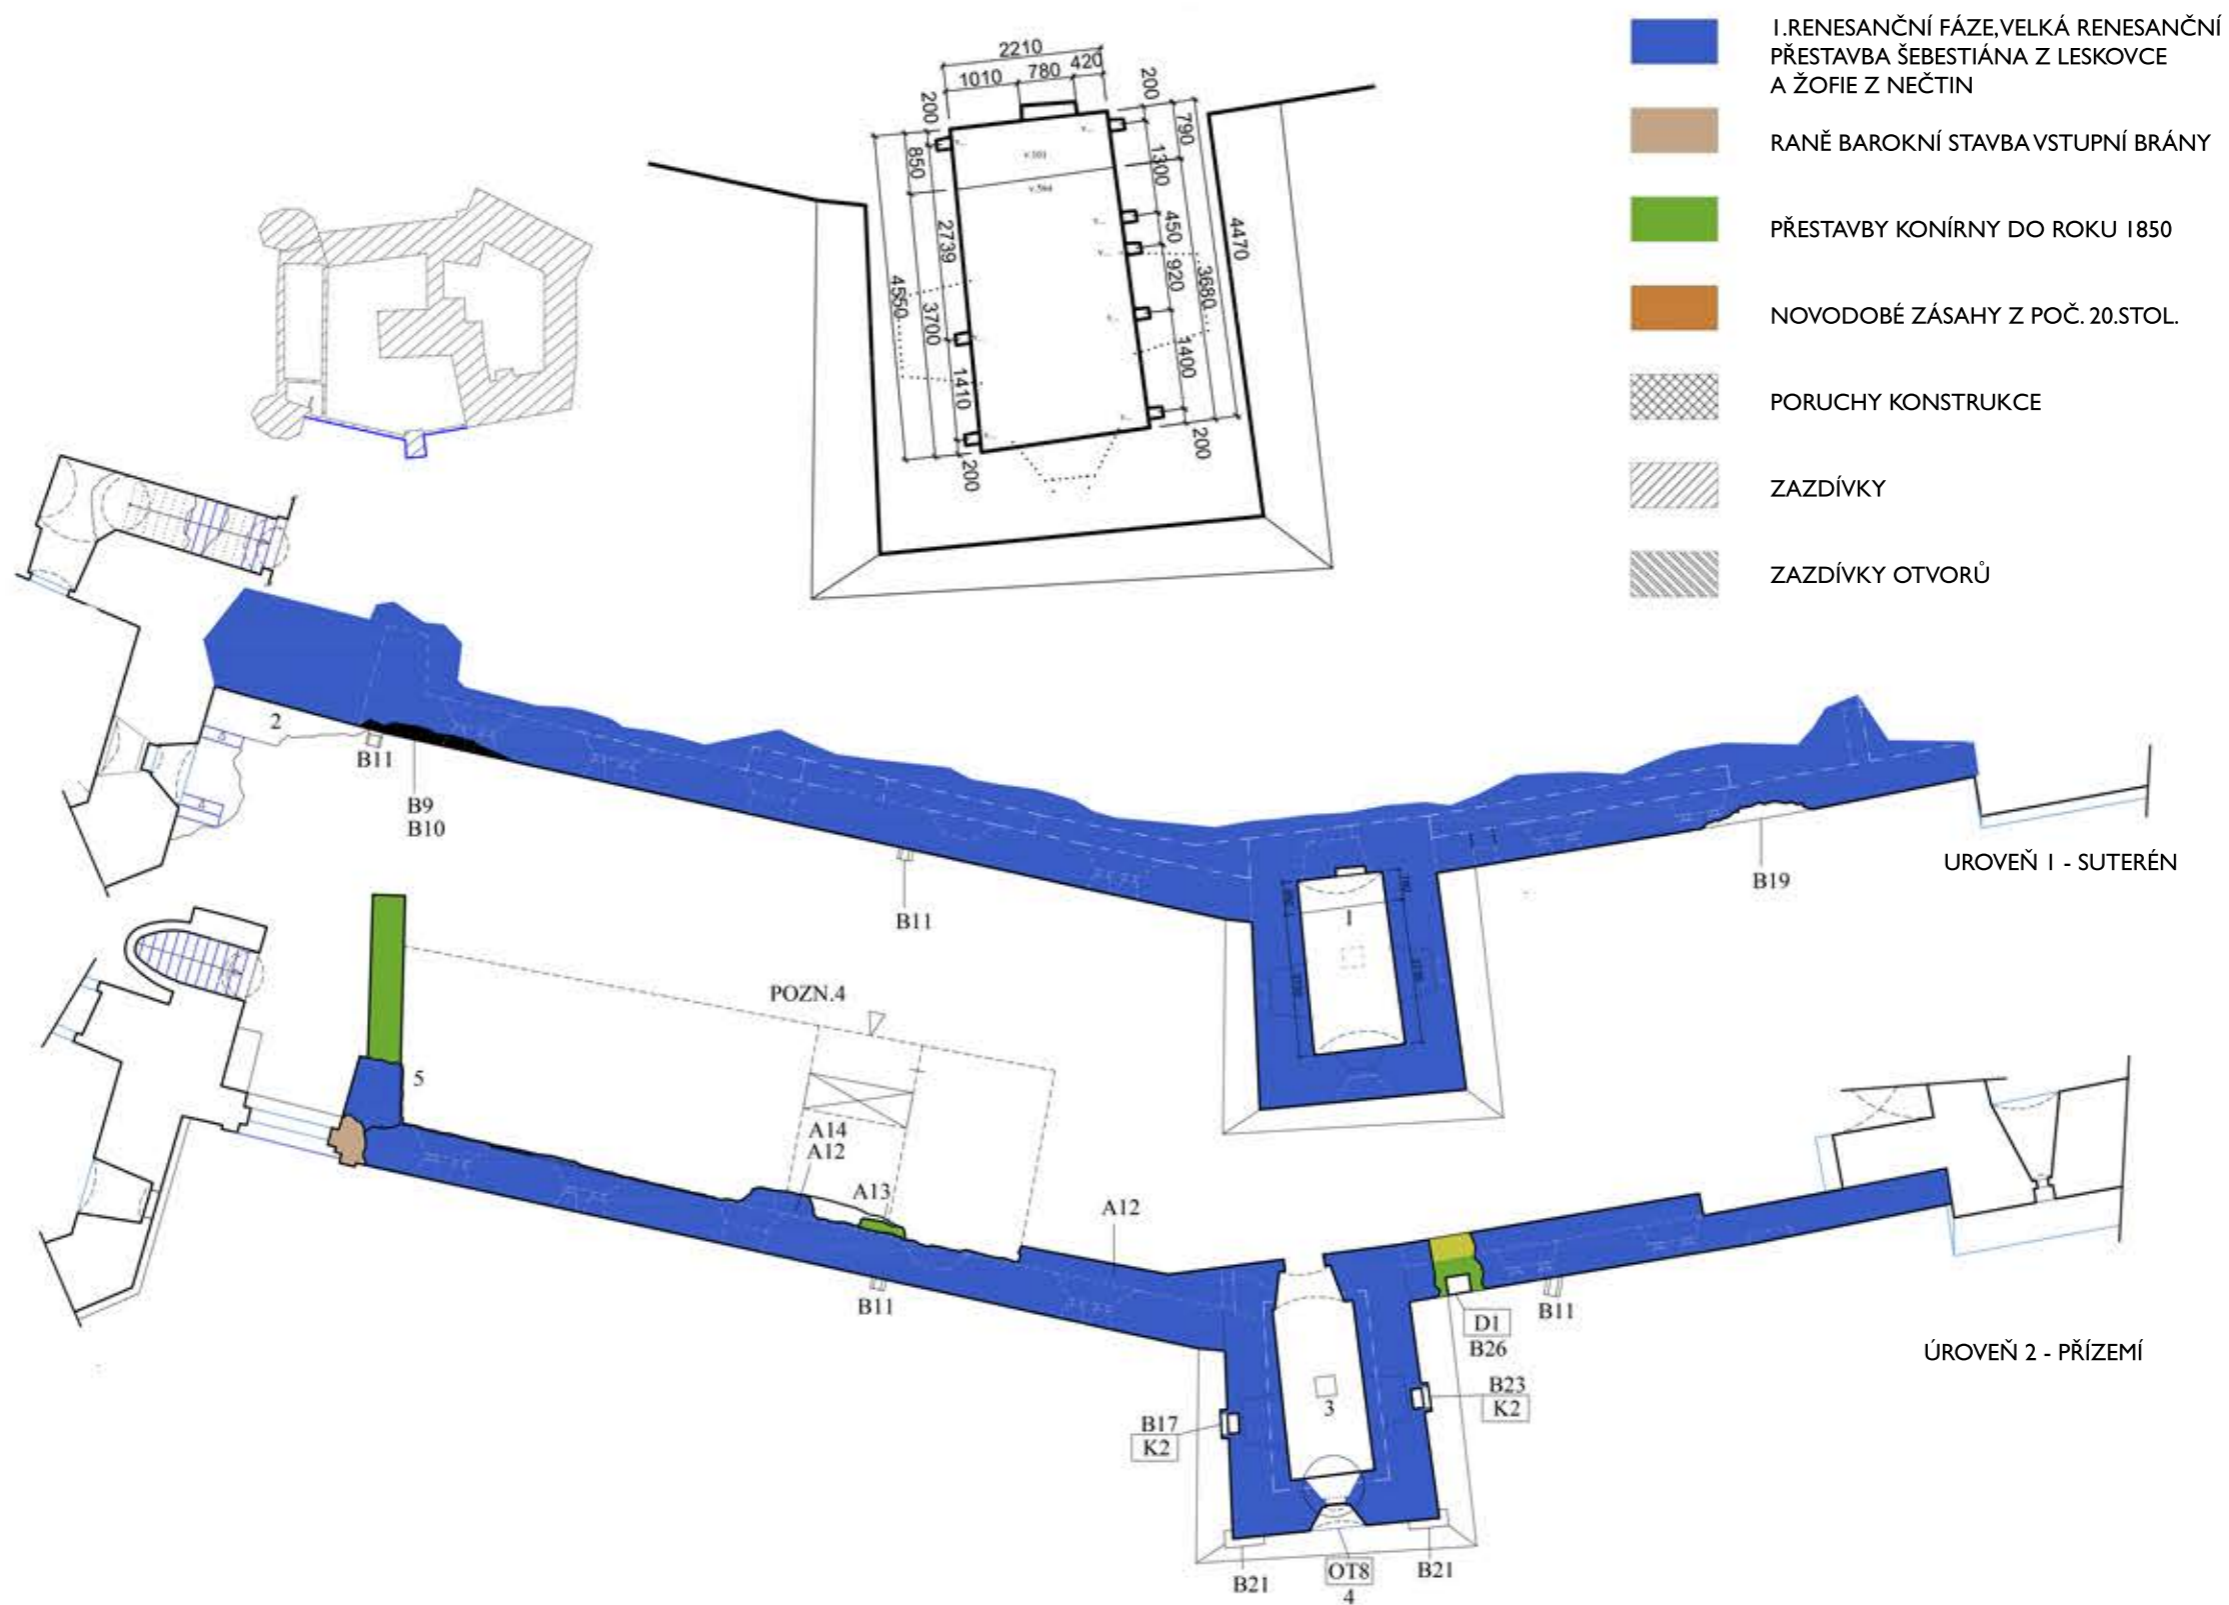 1.RENESANČNÍ FÁZE,VELKÁ RENESANČNÍ
PŘESTAVBA ŠEBESTIÁNA Z LESKOVCE
A ŽOFIE Z NEČTIN
RANĚ BAROKNÍ STAVBA VSTUPNÍ BRÁNY
PŘESTAVBY KONÍRNY DO ROKU 1850
NOVODOBÉ ZÁSAHY Z POČ. 20.STOL.
PORUCHY KONSTRUKCE
ZAZDÍVKY
ZAZDÍVKY OTVORŮ
2210
1010 780 420
200
850
2739
4550
3700
1410
200
200
790
1300
450
4470
920
3680
1400
200
2
B11
B9
B10
B11
1
B19
UROVEŇ 1 - SUTERÉN
POZN.4
5
A14
A12
A13
A12
B11
D1
B26
B11
B23
K2
B17
K2
3
B21
OT8
4
B21
ÚROVEŇ 2 - PŘÍZEMÍ